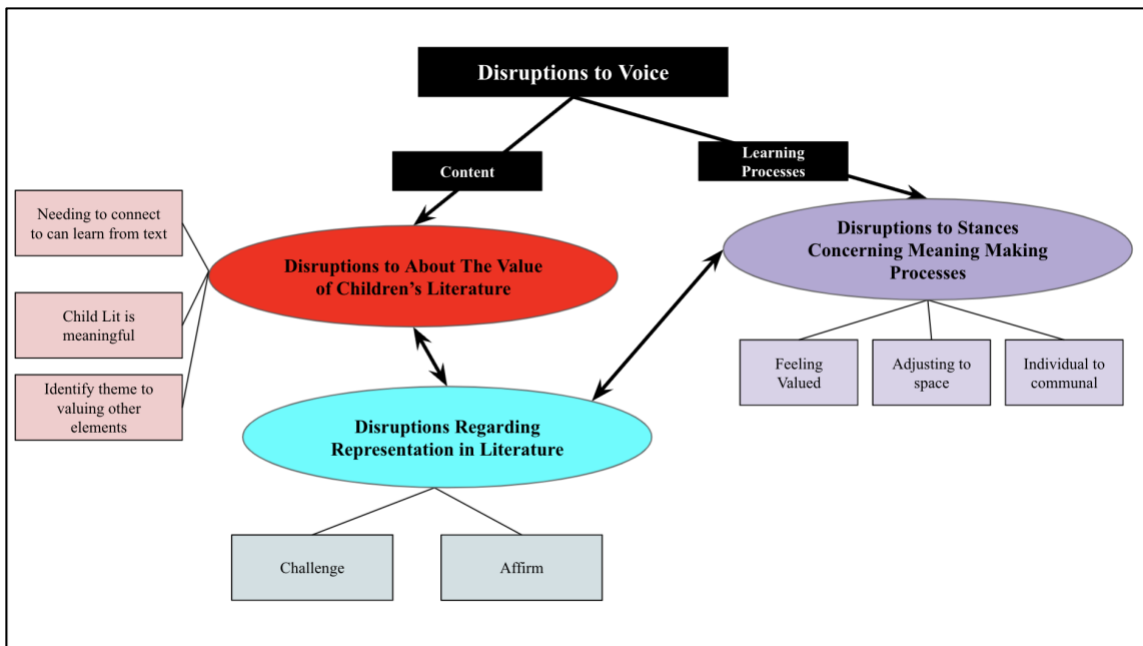 Disruptions to Voice
Content
Learning
Processes
Needing to connect
to can learn from text
Child Lit is
meaningful
Identify theme to
valuing other
elements
Disruptions to About The Value
of Children’s Literature
Disruptions to Stances
Concerning Meaning Making
Processes
Feeling
Valued
Adjusting to
space
Individual to
communal
Disruptions Regarding
Representation in Literature
Challenge
Affirm